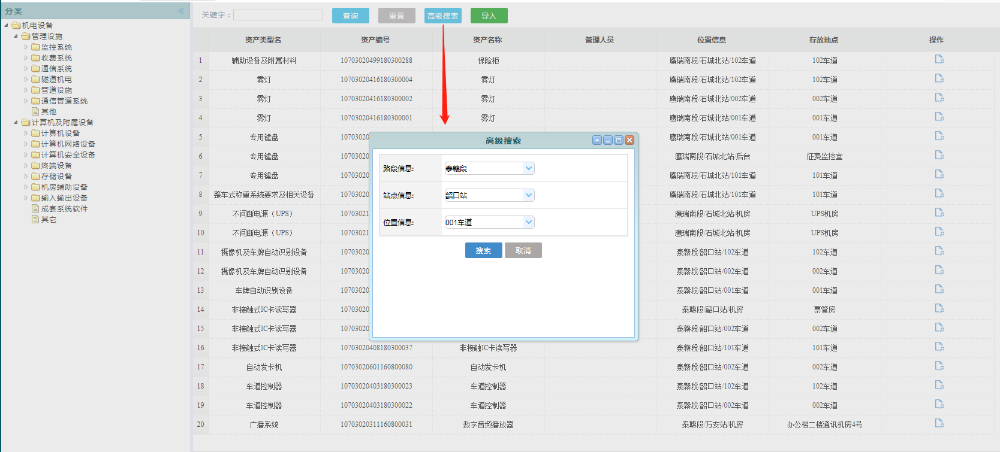 分类
机电设备
管理设施
监控系统
收费系统
通信系统
隧道机电
管道设施
通信管道系统
其他
计算机及附属设备
计算机设备
计算机网络设备
计算机安全设备
终端设备
存储设备
机房辅助设备
输入输出设备
成套系统软件
其它
关键字： 查询 重置 高级搜索 导入
资产类型名 资产编号 资产名称 管理人员 位置信息 存放地点 操作
1 辅助设备及附属材料 10703020499180300288 保险柜 鹰瑞南段/石城北站/102车道 102车道
2 雾灯 10703020416180300004 雾灯 鹰瑞南段/石城北站/102车道 102车道
3 雾灯 10703020416180300002 雾灯 鹰瑞南段/石城北站/002车道 002车道
4 雾灯 10703020416180300001 雾灯 鹰瑞南段/石城北站/001车道 001车道
5 专用键盘 10703020 鹰瑞南段/石城北站/001车道 001车道
6 专用键盘 10703020 鹰瑞南段/石城北站/后台 征费监控室
7 专用键盘 10703020 鹰瑞南段/石城北站/101车道 101车道
8 整车式称重系统要求及相关设备 10703020 鹰瑞南段/石城北站/101车道 101车道
9 不间断电源（UPS） 10703021 鹰瑞南段/石城北站/机房 UPS机房
10 不间断电源（UPS） 10703021 鹰瑞南段/石城北站/机房 UPS机房
11 摄像机及车牌自动识别设备 10703020 泰赣段/韶口站/102车道 102车道
12 摄像机及车牌自动识别设备 10703020 泰赣段/韶口站/002车道 002车道
13 车牌自动识别设备 10703020 泰赣段/韶口站/001车道 001车道
14 非接触式IC卡读写器 10703020 泰赣段/韶口站/机房 票管房
15 非接触式IC卡读写器 10703020 泰赣段/韶口站/002车道 002车道
16 非接触式IC卡读写器 10703020408180300037 非接触IC卡读写器 泰赣段/韶口站/101车道 101车道
17 自动发卡机 10703020601160800080 自动发卡机 泰赣段/韶口站/002车道 002车道
18 车道控制器 10703020403180300023 车道控制器 泰赣段/韶口站/102车道 102车道
19 车道控制器 10703020403180300022 车道控制器 泰赣段/韶口站/002车道 002车道
20 广播系统 10703020311160800031 数字音频播放器 泰赣段/万安站/机房 办公楼二楼通讯机房4号
高级搜索
路段信息: 泰赣段
站点信息: 韶口站
位置信息: 001车道
搜索 取消